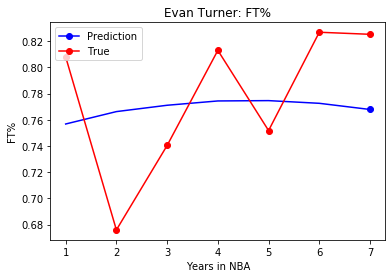 Evan Turner: FT%
Prediction
True
0.82
0.80
0.78
0.76
0.74
0.72
0.70
0.68
FT%
1 2 3 4 5 6 7
Years in NBA